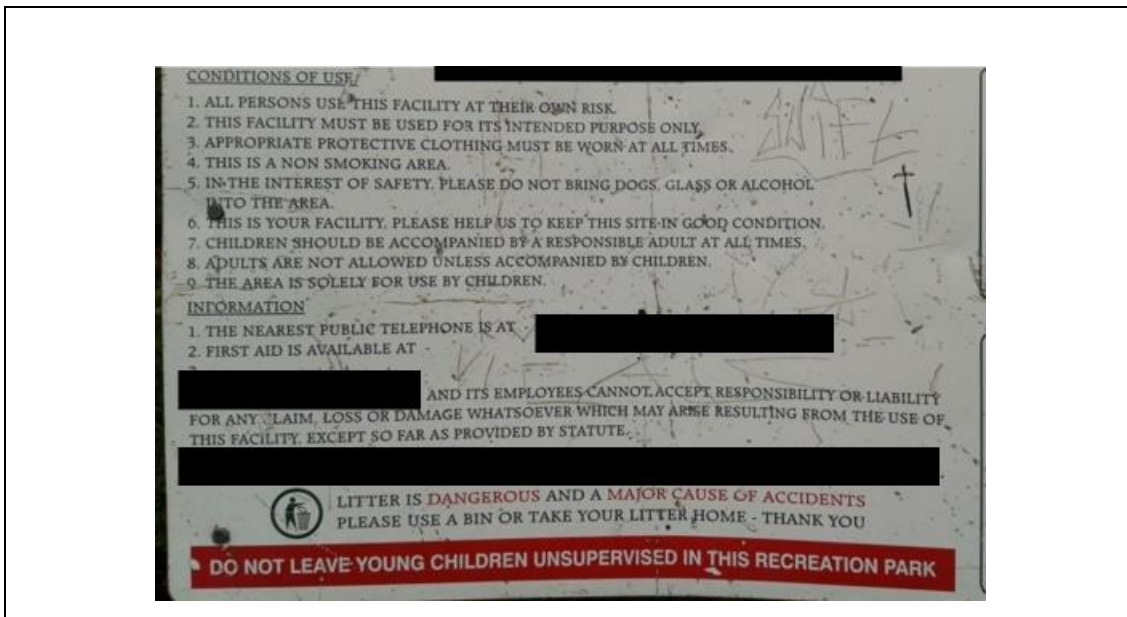 CONDITIONS OF USE
1. ALL PERSONS USE THIS FACILITY AT THEIR OWN RISK.
2. THIS FACILITY MUST BE USED FOR ITS INTENDED PURPOSE ONLY
3. APPROPRIATE PROTECTIVE CLOTHING MUST BE WORN AT ALL TIMES.
4. THIS IS A NON SMOKING AREA.
5. IN THE INTEREST OF SAFETY, PLEASE DO NOT BRING DOGS, GLASS OR ALCOHOL
INTO THE AREA.
6. THIS IS YOUR FACILITY. PLEASE HELP US TO KEEP THIS SITE IN GOOD CONDITION.
7. CHILDREN SHOULD BE ACCOMPANIED BY A RESPONSIBLE ADULT AT ALL TIMES.
8. ADULTS ARE NOT ALLOWED UNLESS ACCOMPANIED BY CHILDREN.
9. THE AREA IS SOLELY FOR USE BY CHILDREN.
INFORMATION
1. THE NEAREST PUBLIC TELEPHONE IS AT
2. FIRST AID IS AVAILABLE AT
AND ITS EMPLOYEES CANNOT ACCEPT RESPONSIBILITY OR LIABILITY
FOR ANY CLAIM, LOSS OR DAMAGE WHATSOEVER WHICH MAY ARISE RESULTING FROM THE USE OF
THIS FACILITY, EXCEPT SO FAR AS PROVIDED BY STATUTE.
LITTER IS DANGEROUS AND A MAJOR CAUSE OF ACCIDENTS
PLEASE USE A BIN OR TAKE YOUR LITTER HOME - THANK YOU
DO NOT LEAVE YOUNG CHILDREN UNSUPERVISED IN THIS RECREATION PARK